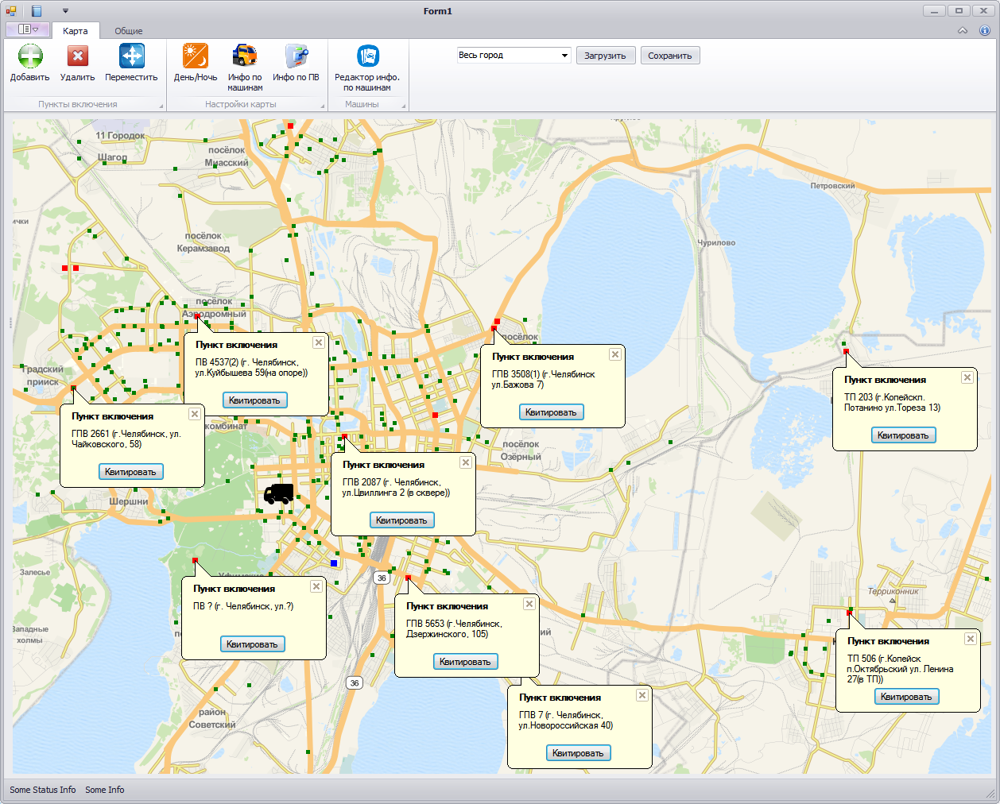 Form1
Карта
Общие
Добавить
Удалить
Переместить
День/Ночь
Инфо по
машинам
Инфо по ПВ
Редактор инфо.
по машинам
Весь город
Загрузить
Сохранить
Пункты включения
Настройки карты
Машины
11 Городок
Шагол
посёлок
Миасский
Петровский
ички
посёлок
Керамзавод
Чурилово
посёлок
Аэродромный
посёлок
Градский
прииск
Пункт включения
ПВ 4537(2) (г. Челябинск,
ул.Куйбышева 59(на опоре))
Квитировать
Пункт включения
ГПВ 3508(1) (г.Челябинск
ул.Бажова 7)
Квитировать
Пункт включения
ТП 203 (г.Копейскп.
Потанино ул.Тореза 13)
Квитировать
Пункт включения
ГПВ 2661 (г.Челябинск, ул.
Чайковского, 58)
Квитировать
комбинат
посёлок
Озёрный
Пункт включения
ГПВ 2087 (г. Челябинск,
ул.Цвиллинга 2 (в сквере))
Квитировать
Шершни
Залесье
36
Терриконник
Пункт включения
ПВ ? (г. Челябинск, ул.?)
Квитировать
Пункт включения
ГПВ 5653 (г.Челябинск,
Дзержинского, 105)
Квитировать
кий
Западные
холмы
Пункт включения
ТП 506 (г.Копейск
п.Октябрьский ул. Ленина
27(в ТП))
Квитировать
36
Пункт включения
ГПВ 7 (г. Челябинск,
ул.Новороссийская 40)
Квитировать
район
Советский
Some Status Info
Some Info